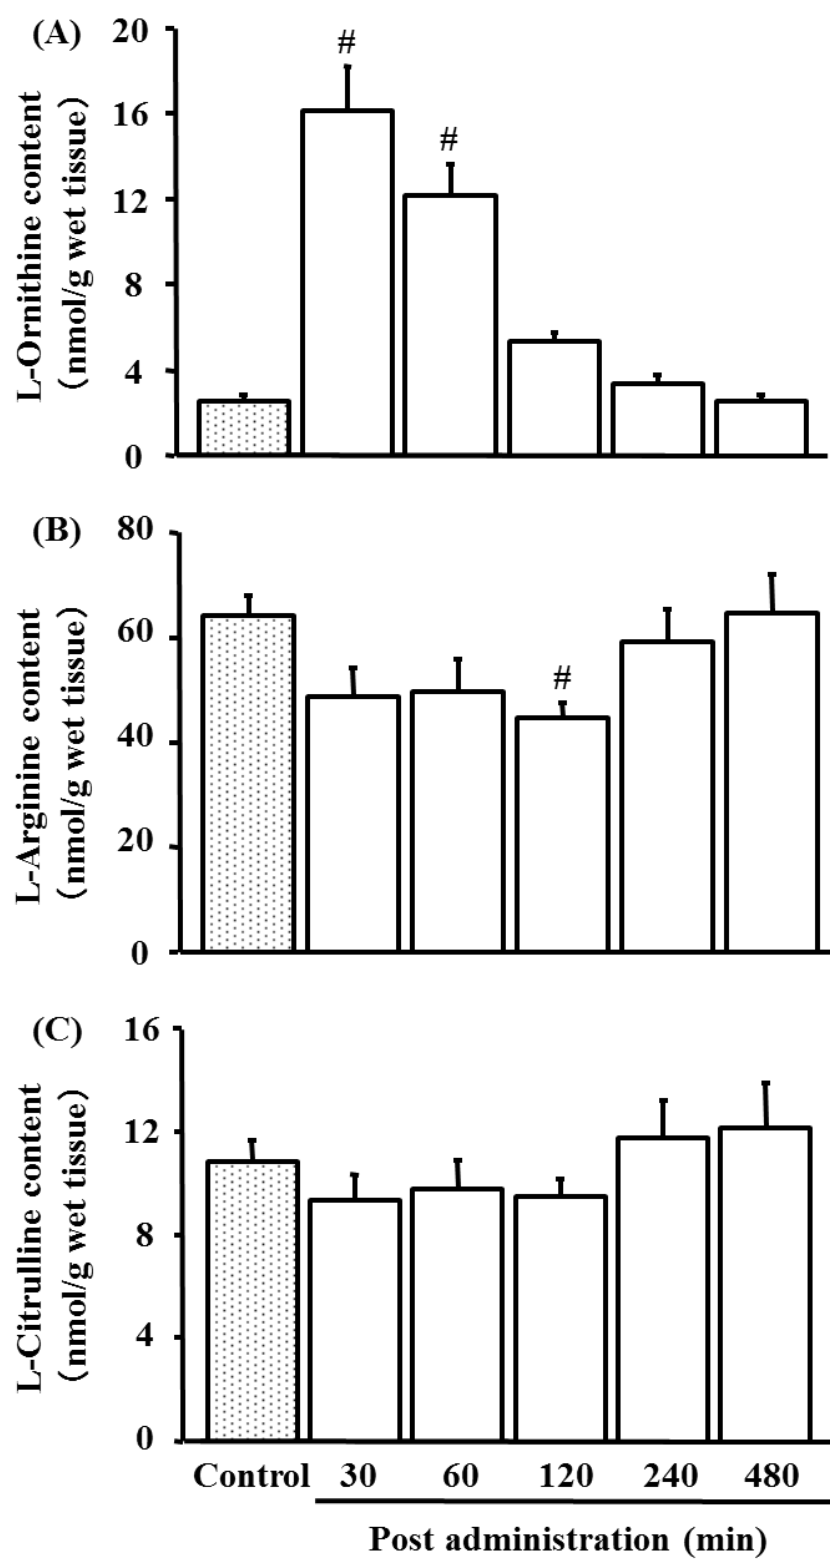 (A)
L-Ornithine content
(nmol/g wet tissue)
20
16
12
8
4
0
#
#
(B)
L-Arginine content
(nmol/g wet tissue)
80
60
40
20
0
#
(C)
L-Citrulline content
(nmol/g wet tissue)
16
12
8
4
0
Control 30 60 120 240 480
Post administration (min)